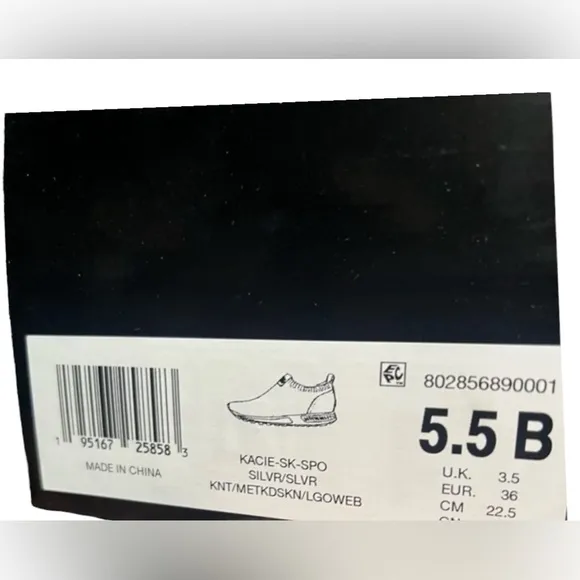 1 95167 25858 3
MADE IN CHINA
KACIE-SK-SPO
SILVR/SLVR
KNT/METKDSKN/LGOWEB
802856890001
5.5 B
U.K. 3.5
EUR. 36
CM 22.5